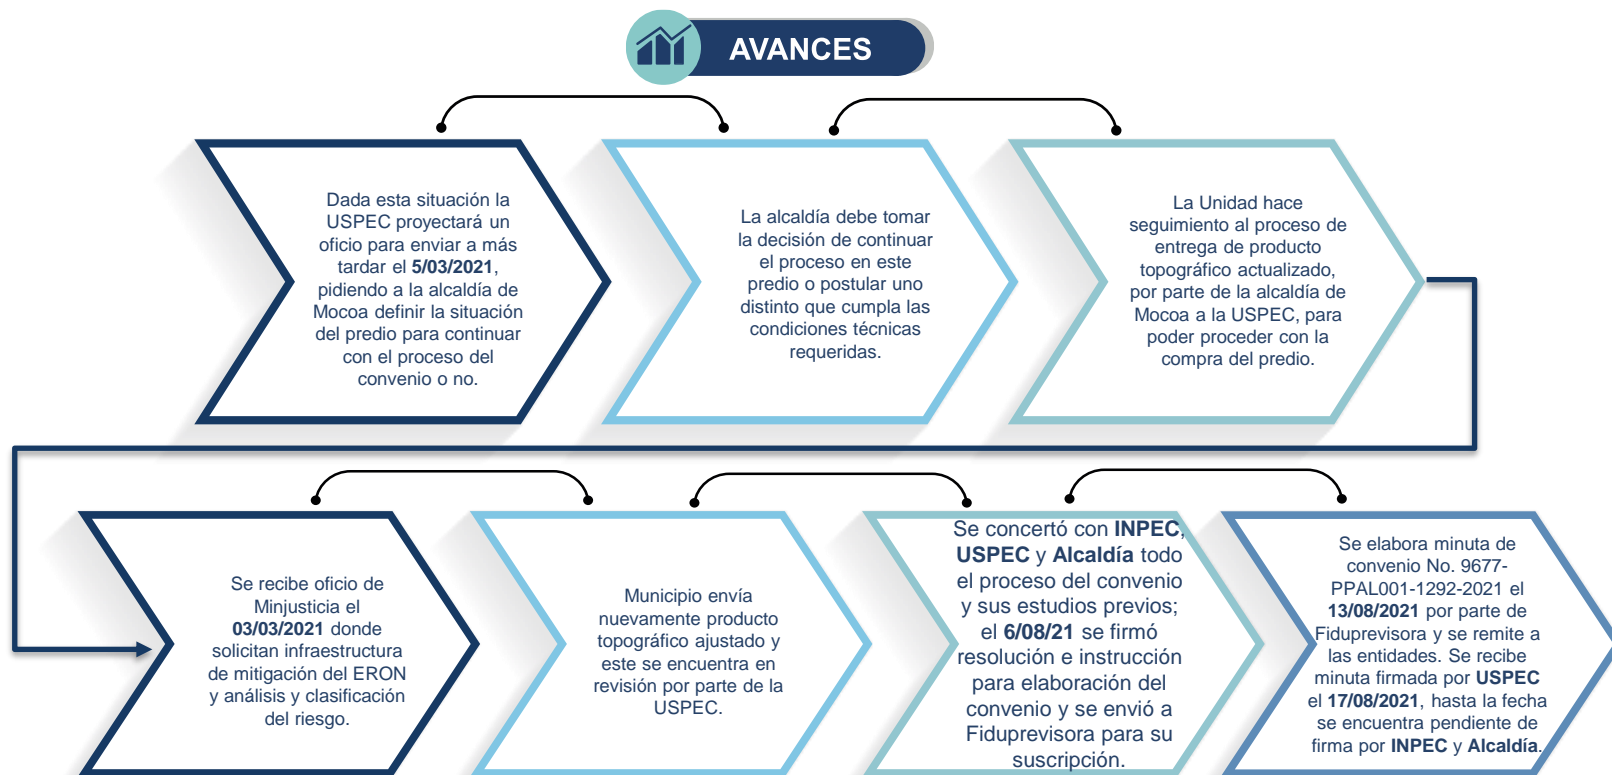 AVANCES
Dada esta situación la
USPEC proyectará un
oficio para enviar a más
tardar el 5/03/2021,
pidiendo a la alcaldía de
Mocoa definir la situación
del predio para continuar
con el proceso del
convenio o no.
La alcaldía debe tomar
la decisión de continuar
el proceso en este
predio o postular uno
distinto que cumpla las
condiciones técnicas
requeridas.
La Unidad hace
seguimiento al proceso de
entrega de producto
topográfico actualizado,
por parte de la alcaldía de
Mocoa a la USPEC, para
poder proceder con la
compra del predio.
Se recibe oficio de
Minjusticia el
03/03/2021 donde
solicitan infraestructura
de mitigación del ERON
y análisis y clasificación
del riesgo.
Municipio envía
nuevamente producto
topográfico ajustado y
este se encuentra en
revisión por parte de la
USPEC.
Se concertó con INPEC,
USPEC y Alcaldía todo
el proceso del convenio
y sus estudios previos;
el 6/08/21 se firmó
resolución e instrucción
para elaboración del
convenio y se envió a
Fiduprevisora para su
suscripción.
Se elabora minuta de
convenio No. 9677-
PPAL001-1292-2021 el
13/08/2021 por parte de
Fiduprevisora y se remite a
las entidades. Se recibe
minuta firmada por USPEC
el 17/08/2021, hasta la fecha
se encuentra pendiente de
firma por INPEC y Alcaldía.